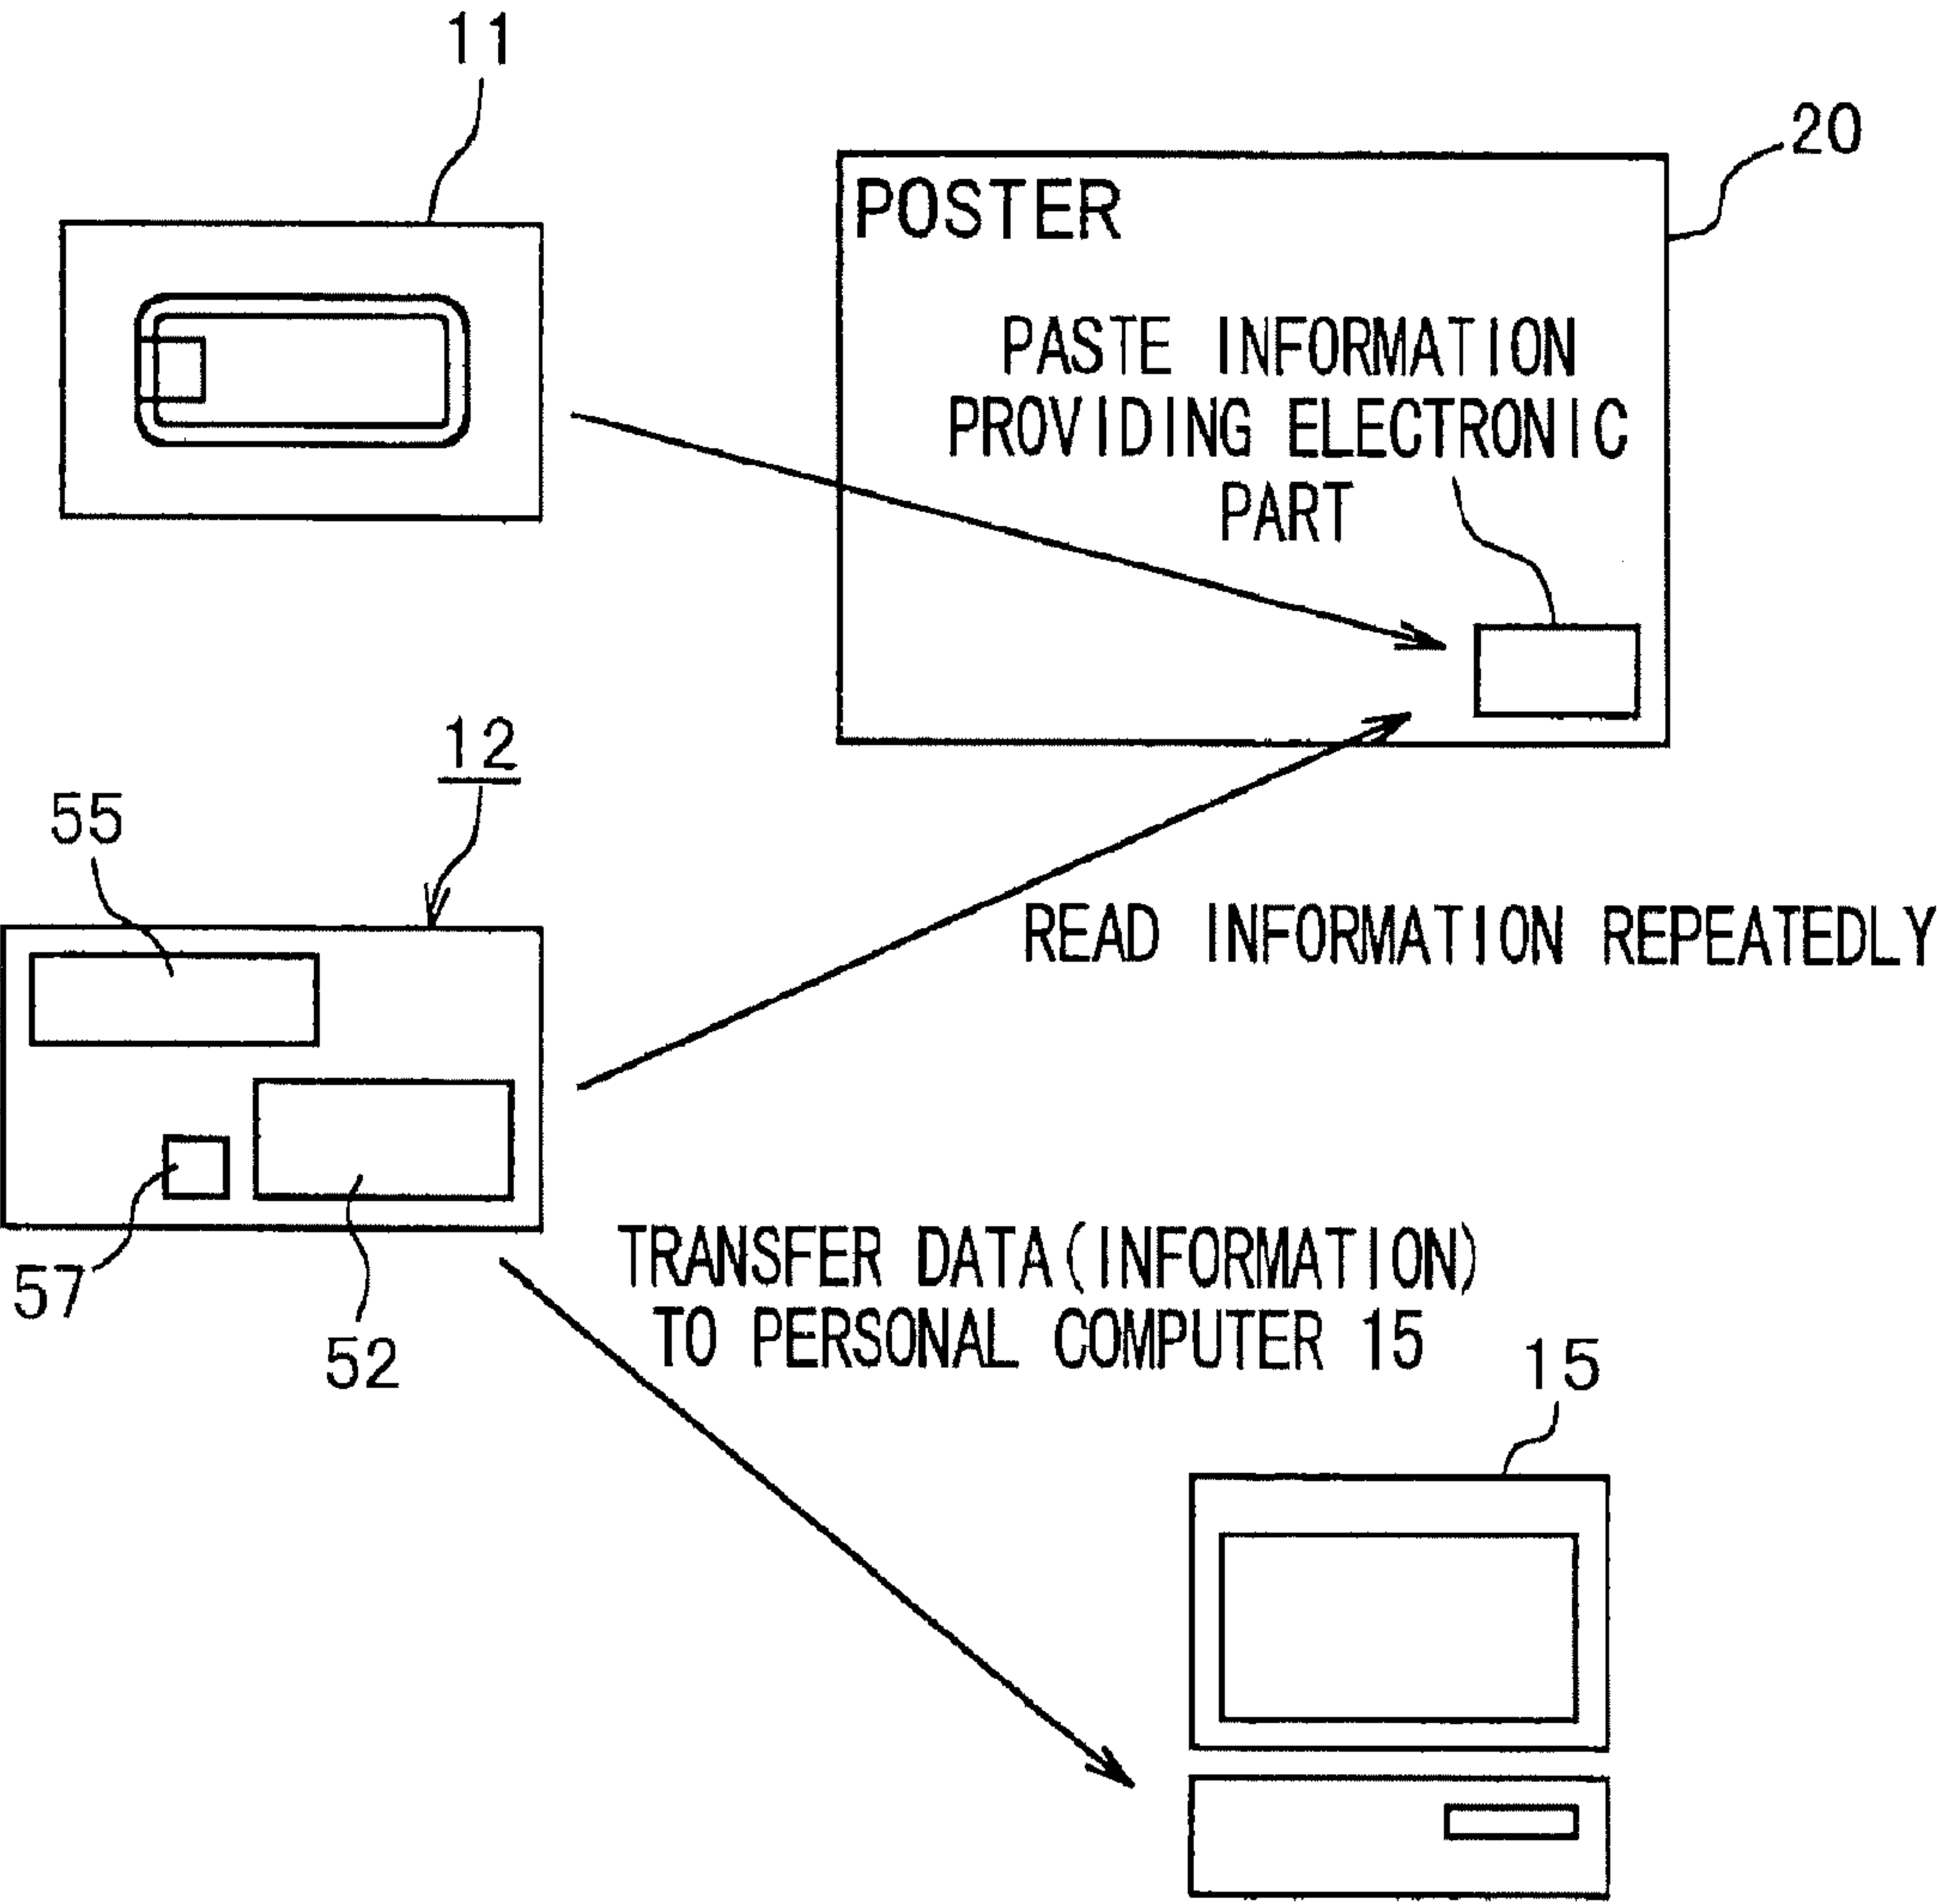 11
20
POSTER
PASTE INFORMATION
PROVIDING ELECTRONIC
PART
12
55
READ INFORMATION REPEATEDLY
57
52
TRANSFER DATA(INFORMATION)
TO PERSONAL COMPUTER 15
15